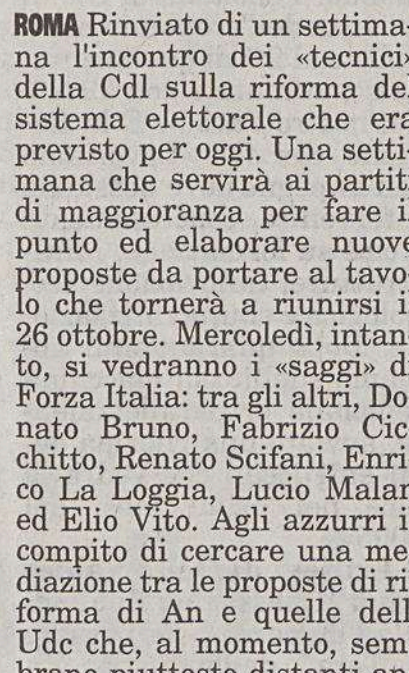 ROMA Rinviato di un settima-
na l'incontro dei «tecnici»
della Cdl sulla riforma del
sistema elettorale che era
previsto per oggi. Una setti-
mana che servirà ai partiti
di maggioranza per fare i
punto ed elaborare nuove
proposte da portare al tavo-
lo che tornerà a riunirsi i
26 ottobre. Mercoledì, intan-
to, si vedranno i «saggi» d
Forza Italia: tra gli altri, Do
nato Bruno, Fabrizio Cic
chitto, Renato Scifani, Enri
co La Loggia, Lucio Malar
ed Elio Vito. Agli azzurri i
compito di cercare una me
diazione tra le proposte di ri
forma di An e quelle dell
Udc che, al momento, sem
brano piuttosto distanti an